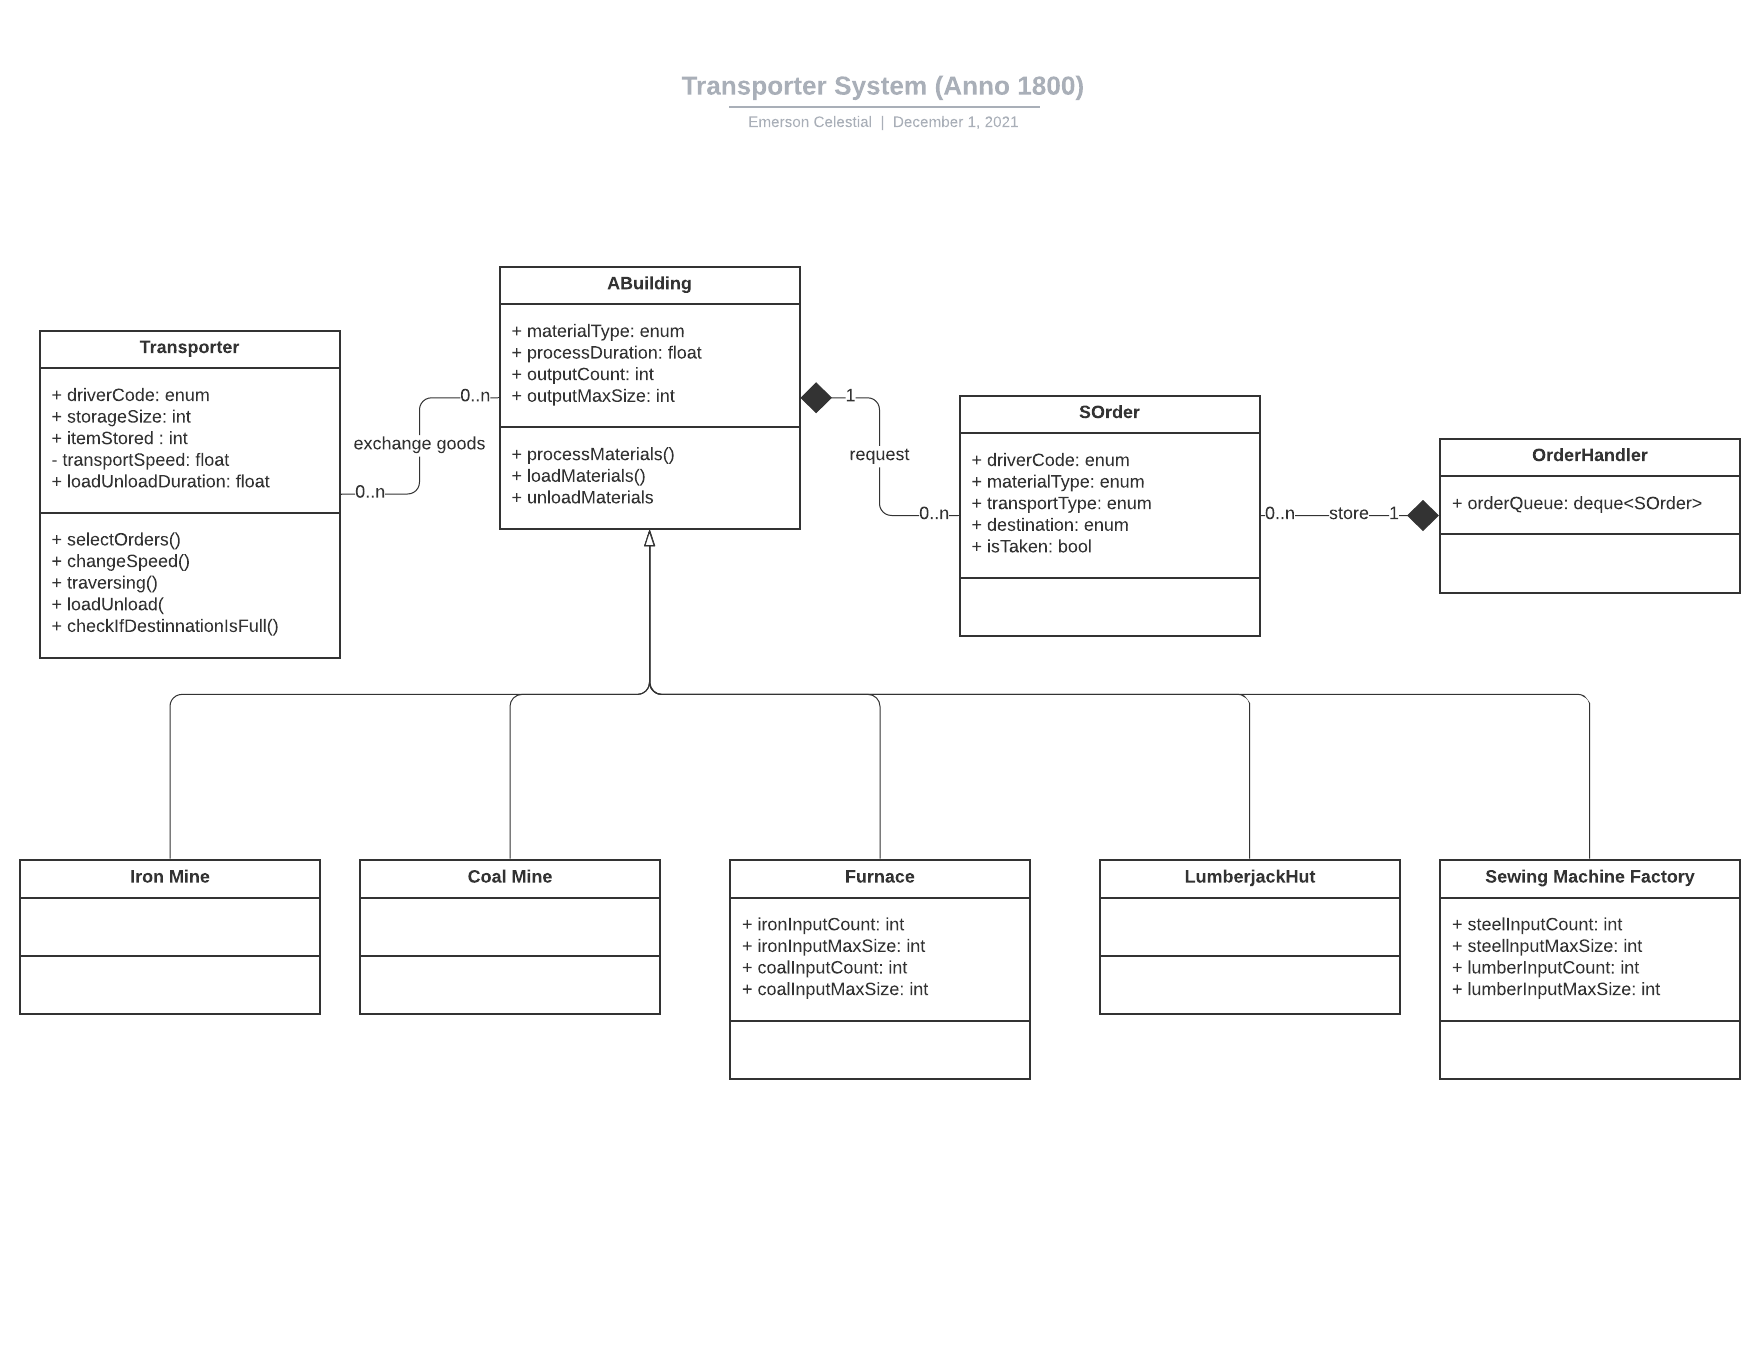 Transporter System (Anno 1800)
Emerson Celestial | December 1, 2021
Transporter
+ driverCode: enum
+ storageSize: int
+ itemStored : int
- transportSpeed: float
+ loadUnloadDuration: float
+ selectOrders()
+ changeSpeed()
+ traversing()
+ loadUnload(
+ checkIfDestinnationIsFull()
0..n
exchange goods
0..n
ABuilding
+ materialType: enum
+ processDuration: float
+ outputCount: int
+ outputMaxSize: int
+ processMaterials()
+ loadMaterials()
+ unloadMaterials
1
request
0..n
SOrder
+ driverCode: enum
+ materialType: enum
+ transportType: enum
+ destination: enum
+ isTaken: bool
0..n
store
1
OrderHandler
+ orderQueue: deque<SOrder>
Iron Mine
Coal Mine
Furnace
+ ironInputCount: int
+ ironInputMaxSize: int
+ coalInputCount: int
+ coalInputMaxSize: int
LumberjackHut
Sewing Machine Factory
+ steelInputCount: int
+ steelInputMaxSize: int
+ lumberInputCount: int
+ lumberInputMaxSize: int